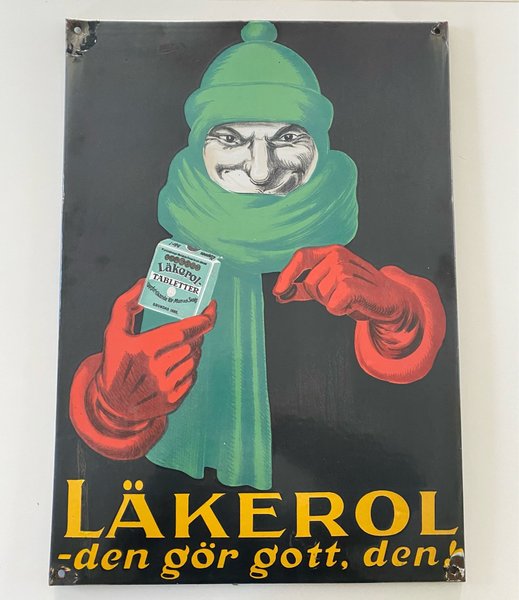 Läkerol-
TABLETTER
LÄKEROL
-den gör gott, den!